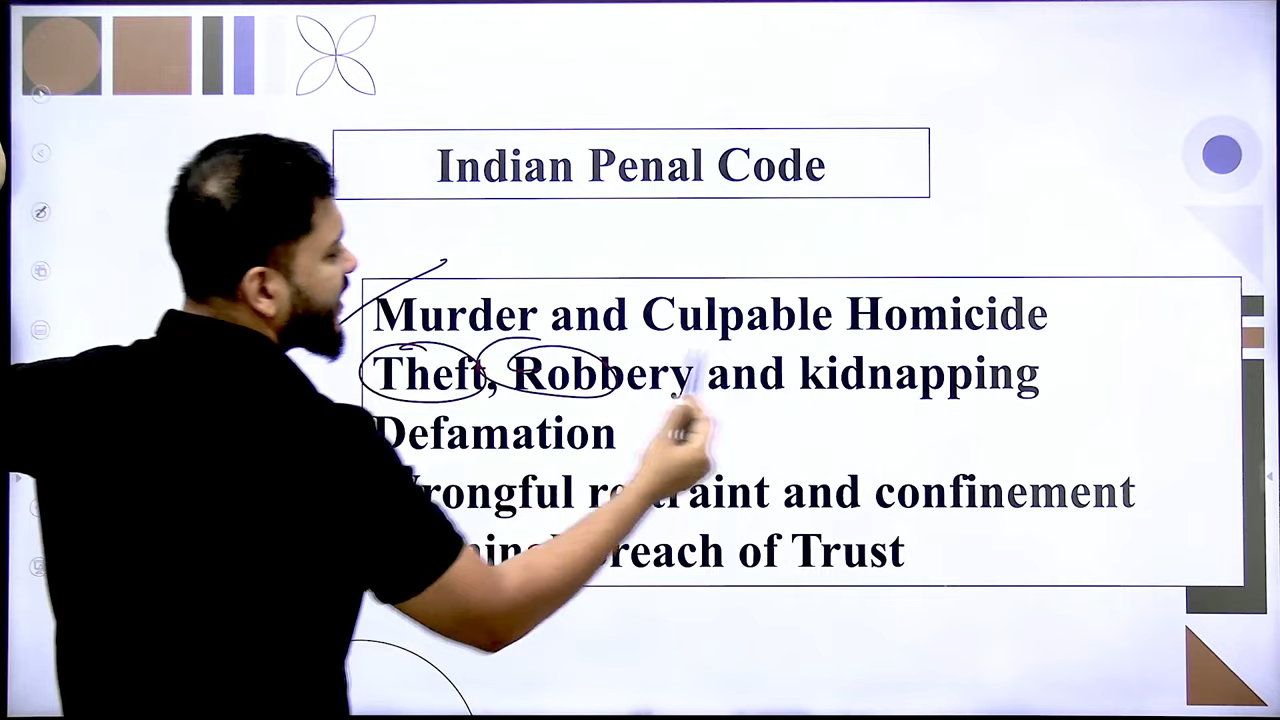 Indian Penal Code
Murder and Culpable Homicide
Theft, Robbery and kidnapping
Defamation
and confinement
of Trust